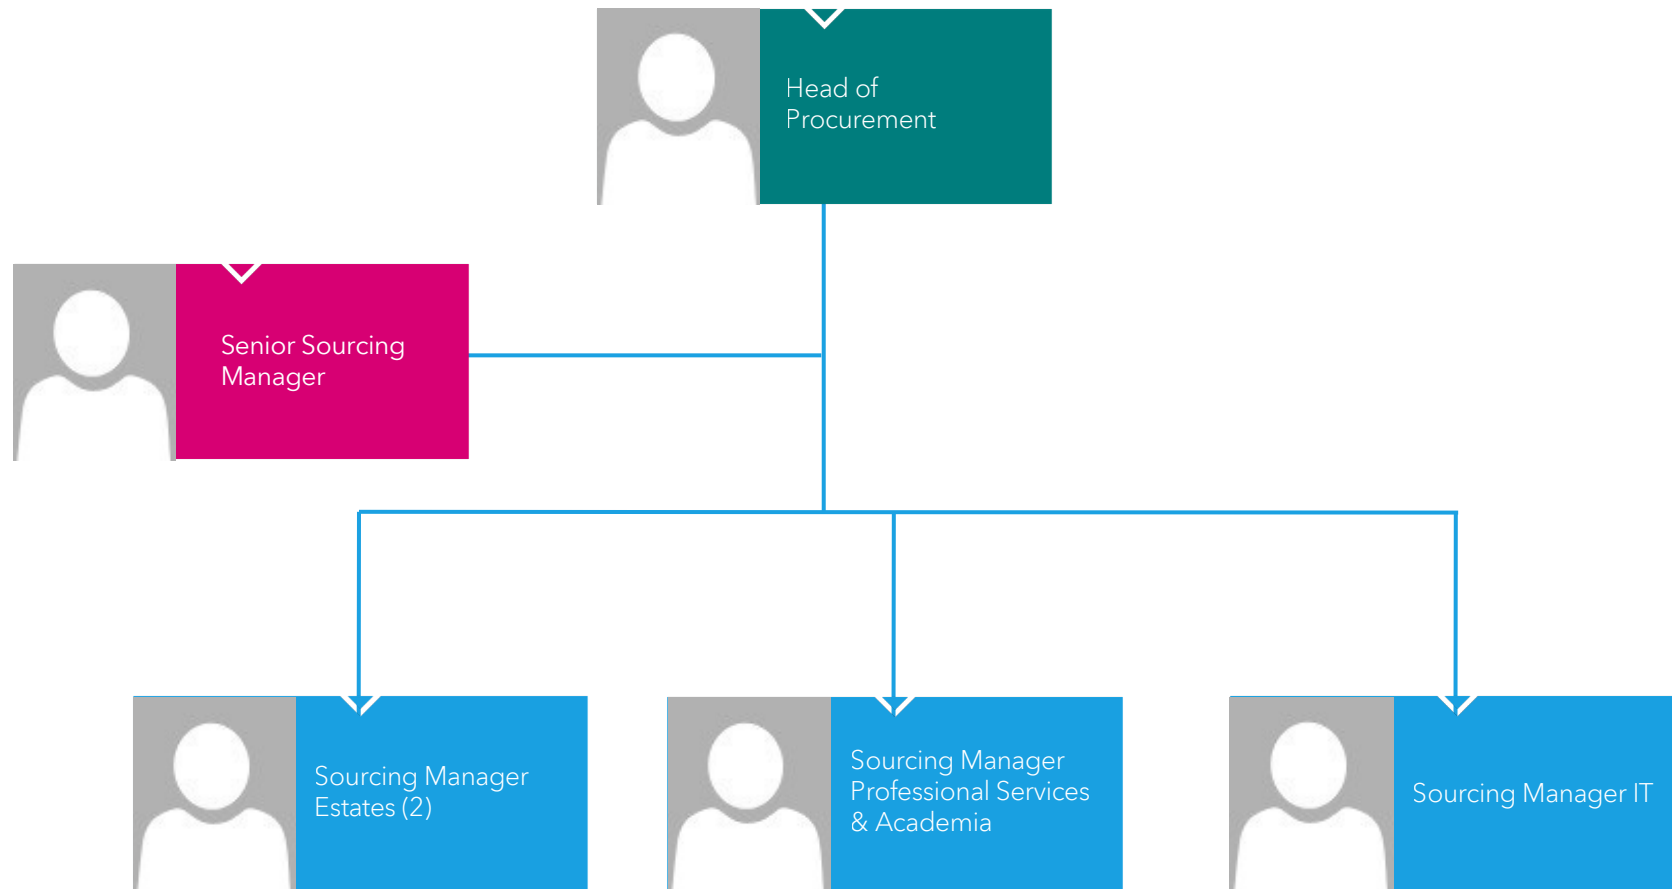 Head of
Procurement
Senior Sourcing
Manager
Sourcing Manager
Estates (2)
Sourcing Manager
Professional Services
& Academia
Sourcing Manager IT